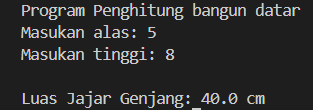 Program Penghitung bangun datar
Masukan alas: 5
Masukan tinggi: 8
Luas Jajar Genjang: 40.0 cm